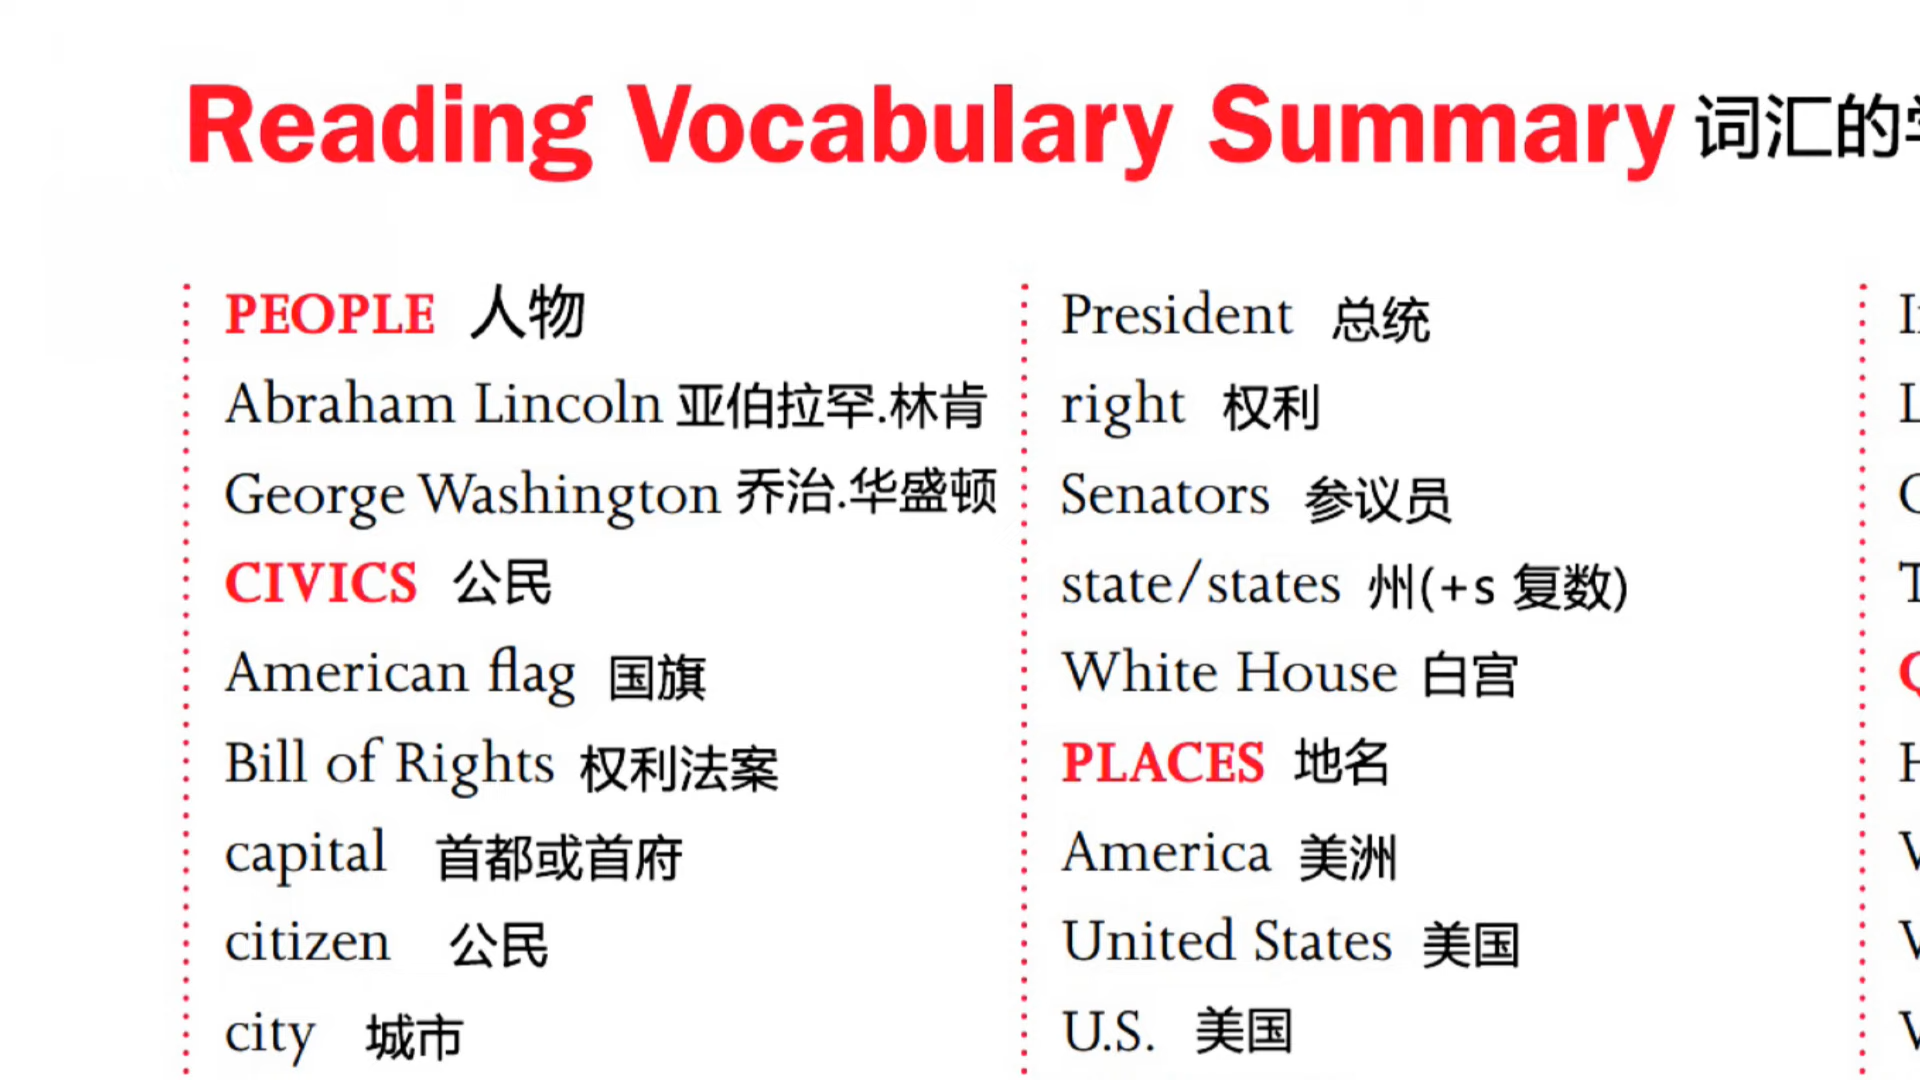 Reading Vocabulary Summary 词汇的
PEOPLE 人物
Abraham Lincoln 亚伯拉罕.林肯
George Washington 乔治.华盛顿
CIVICS 公民
American flag 国旗
Bill of Rights 权利法案
capital 首都或首府
citizen 公民
city 城市
President 总统
right 权利
Senators 参议员
state/states 州(+s 复数)
White House 白宫
PLACES 地名
America 美洲
United States 美国
U.S. 美国